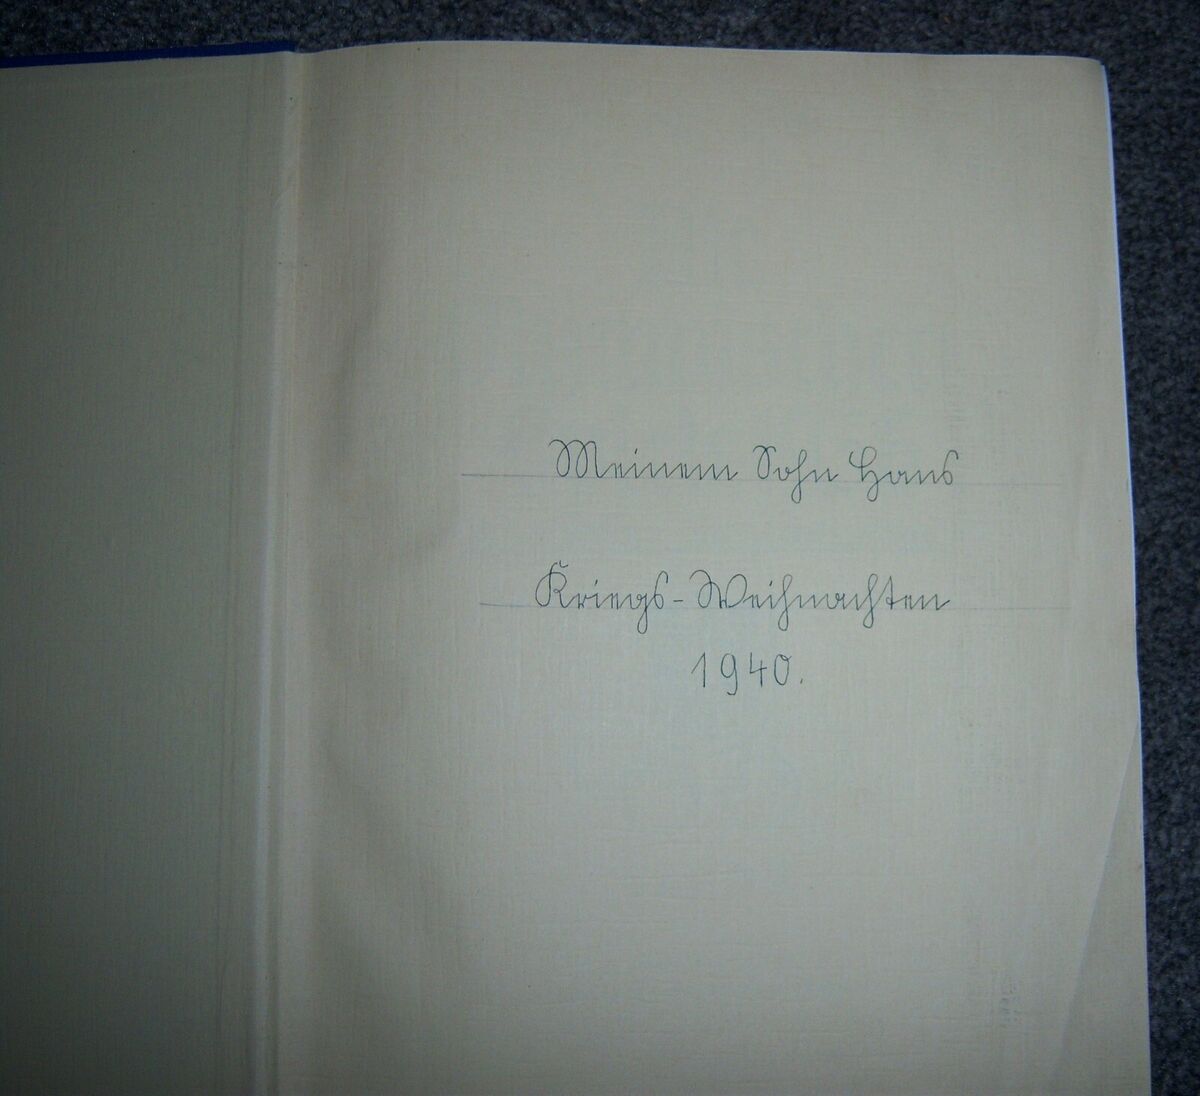 Meinem Sohn Hans
Kriegs-Weihnachten
1940.